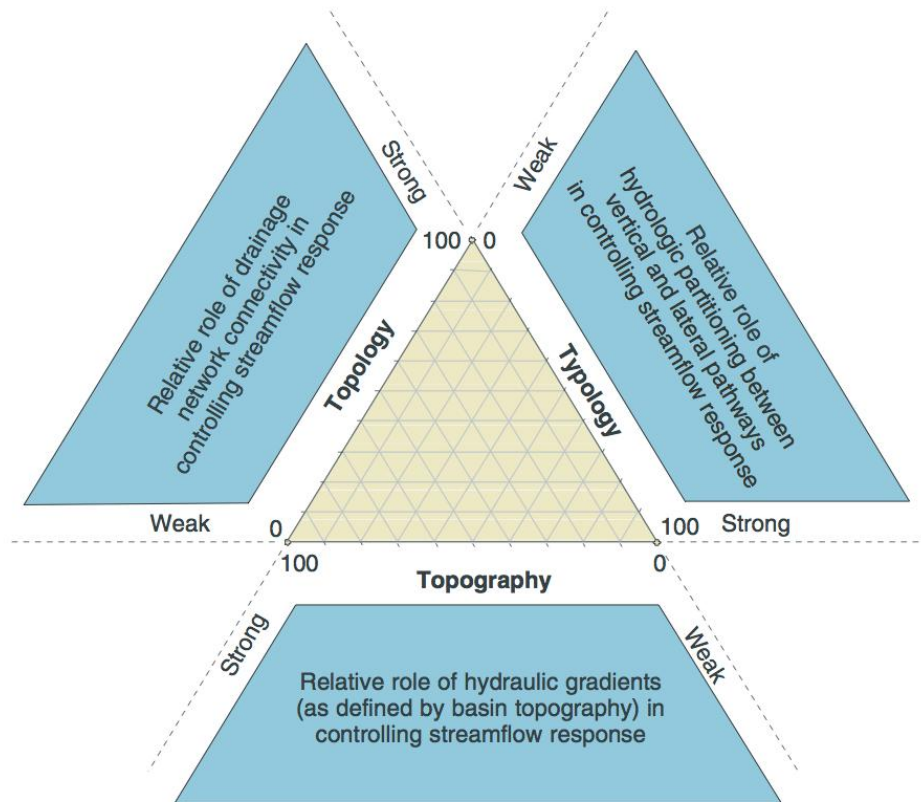 Strong
Weak
Relative role of drainage
network connectivity in
controlling streamflow response
Relative role of
hydrologic partitioning between
vertical and lateral pathways
in controlling streamflow response
100
0
Topology
Typology
Weak
0
100
Strong
100
0
Topography
Strong
Weak
Relative role of hydraulic gradients
(as defined by basin topography) in
controlling streamflow response